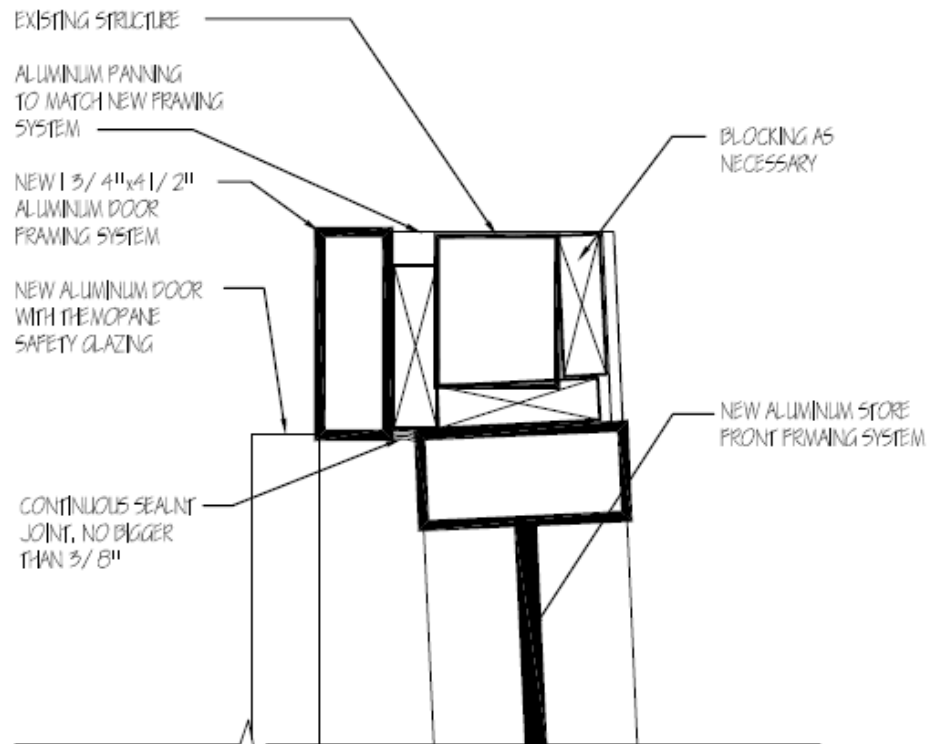 EXISTING STRUCTURE
ALUMINUM PANNING
TO MATCH NEW FRAMING
SYSTEM
NEW 1 3/4"x4 1/2"
ALUMINUM DOOR
FRAMING SYSTEM
NEW ALUMINUM DOOR
WITH THEMOPANE
SAFETY GLAZING
CONTINUOUS SEALNT
JOINT, NO BIGGER
THAN 3/8"
BLOCKING AS
NECESSARY
NEW ALUMINUM STORE
FRONT FRMAING SYSTEM